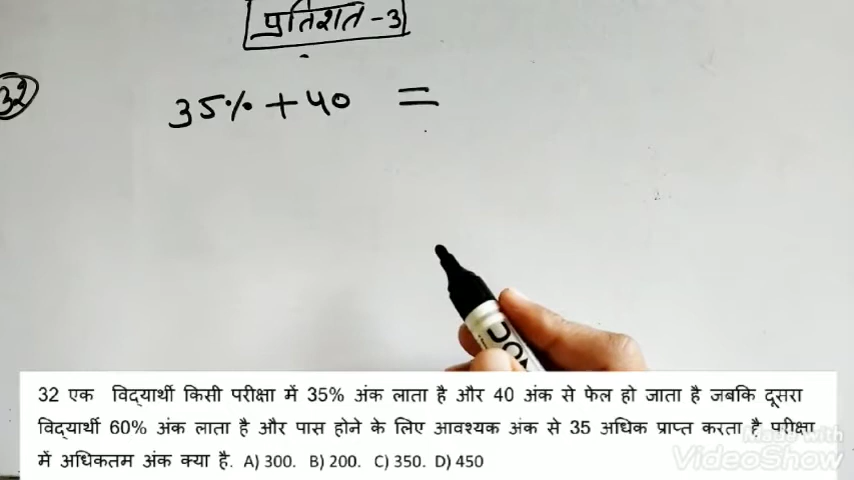 प्रतिशत-3
32
35% + 40 =
DOM
32 एक विद्यार्थी किसी परीक्षा में 35% अंक लाता है और 40 अंक से फेल हो जाता है जबकि दूसरा
विद्यार्थी 60% अंक लाता है और पास होने के लिए आवश्यक अंक से 35 अधिक प्राप्त करता है परीक्षा
में अधिकतम अंक क्या है. A) 300. B) 200. C) 350. D) 450
Made with
VideoShow